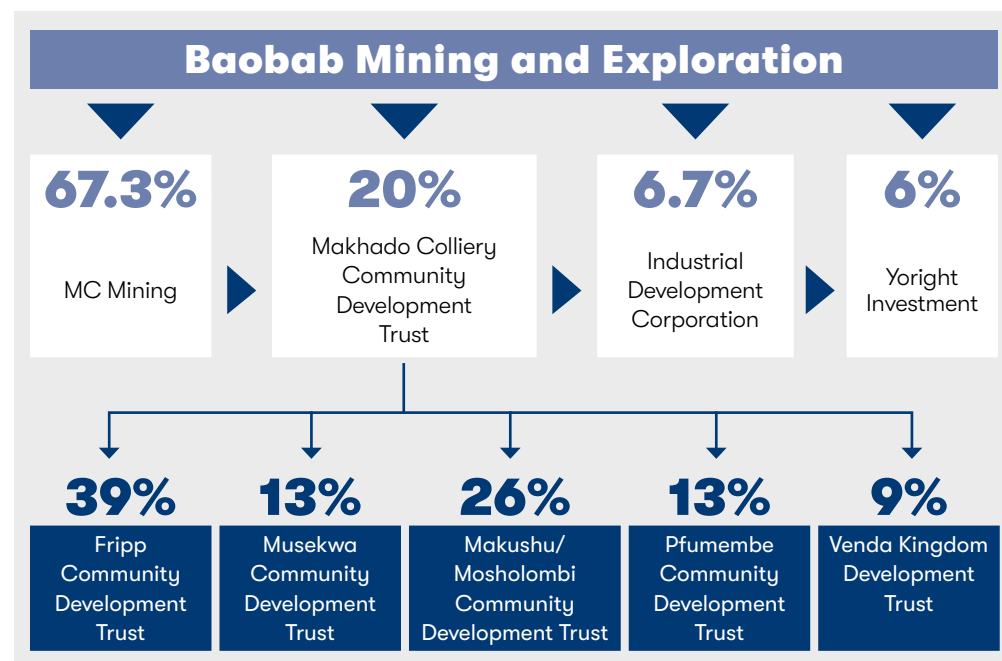 Baobab Mining and Exploration
67.3%
MC Mining
20%
Makhado Colliery
Community
Development
Trust
6.7%
Industrial
Development
Corporation
6%
Yoright
Investment
39%
Fripp
Community
Development
Trust
13%
Musekwa
Community
Development
Trust
26%
Makushu/
Mosholombi
Community
Development Trust
13%
Pfumembe
Community
Development
Trust
9%
Venda Kingdom
Development
Trust